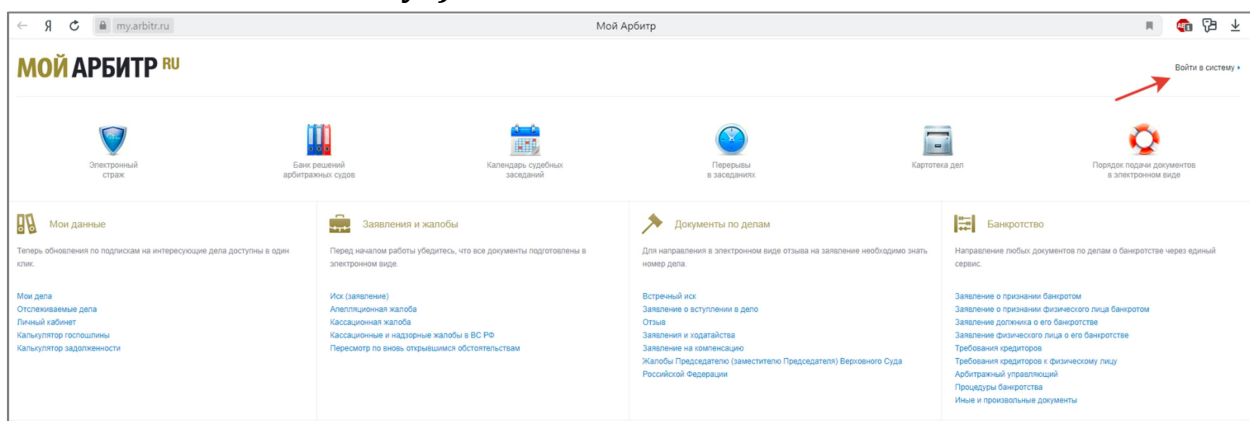 my.arbitr.ru
Мой Арбитр
МОЙ АРБИТР RU
Войти в систему
Электронный
страж
Банк решений
арбитражных судов
Календарь судебных
заседаний
Перерывы
в заседаниях
Картотека дел
Порядок подачи документов
в электронном виде
Мои данные
Теперь обновления по подпискам на интересующие дела доступны в один
клик.
Мои дела
Отслеживаемые дела
Личный кабинет
Калькулятор госпошлины
Калькулятор задолженности
Заявления и жалобы
Перед началом работы убедитесь, что все документы подготовлены в
электронном виде.
Иск (заявление)
Апелляционная жалоба
Кассационная жалоба
Кассационные и надзорные жалобы в ВС РФ
Пересмотр по вновь открывшимся обстоятельствам
Документы по делам
Для направления в электронном виде отзыва на заявление необходимо знать
номер дела.
Встречный иск
Заявление о вступлении в дело
Отзыв
Заявления и ходатайства
Заявление на компенсацию
Жалобы Председателю (заместителю Председателя) Верховного Суда
Российской Федерации
Банкротство
Направление любых документов по делам о банкротстве через единый
сервис.
Заявление о признании банкротом
Заявление о признании физического лица банкротом
Заявление должника о его банкротстве
Заявление физического лица о его банкротстве
Требования кредиторов
Требования кредиторов к физическому лицу
Арбитражный управляющий
Процедуры банкротства
Иные и произвольные документы